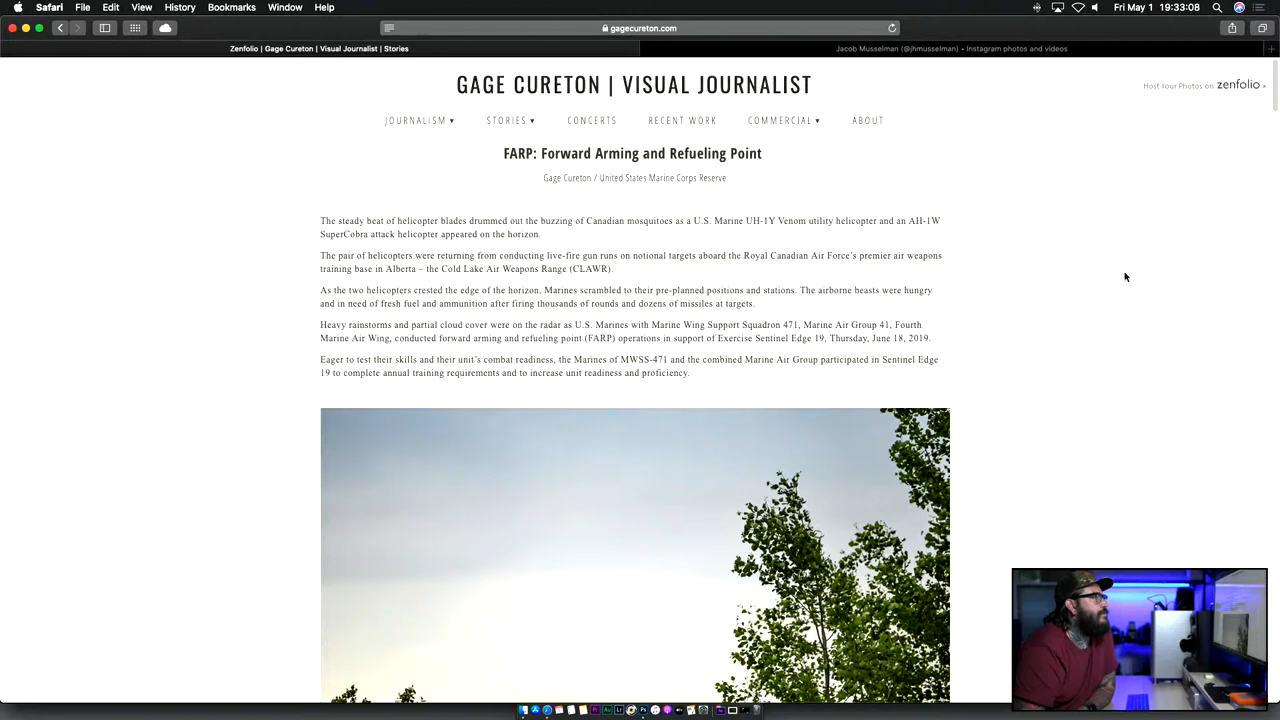 Safari File Edit View History Bookmarks Window Help Fri May 1 19:33:08
gagecureton.com
Zenfolio | Gage Cureton | Visual Journalist | Stories
Jacob Musselman (@jhmusselman) • Instagram photos and videos
GAGE CURETON | VISUAL JOURNALIST
Host Your Photos on zenfolio »
JOURNALISM ▾ STORIES ▾ CONCERTS RECENT WORK COMMERCIAL ▾ ABOUT
FARP: Forward Arming and Refueling Point
Gage Cureton / United States Marine Corps Reserve
The steady beat of helicopter blades drummed out the buzzing of Canadian mosquitoes as a U.S. Marine UH-1Y Venom utility helicopter and an AH-1W
SuperCobra attack helicopter appeared on the horizon.
The pair of helicopters were returning from conducting live-fire gun runs on notional targets aboard the Royal Canadian Air Force's premier air weapons
training base in Alberta – the Cold Lake Air Weapons Range (CLAWR).
As the two helicopters crested the edge of the horizon, Marines scrambled to their pre-planned positions and stations. The airborne beasts were hungry
and in need of fresh fuel and ammunition after firing thousands of rounds and dozens of missiles at targets.
Heavy rainstorms and partial cloud cover were on the radar as U.S. Marines with Marine Wing Support Squadron 471, Marine Air Group 41, Fourth
Marine Air Wing, conducted forward arming and refueling point (FARP) operations in support of Exercise Sentinel Edge 19, Thursday, June 18, 2019.
Eager to test their skills and their unit's combat readiness, the Marines of MWSS-471 and the combined Marine Air Group participated in Sentinel Edge
19 to complete annual training requirements and to increase unit readiness and proficiency.